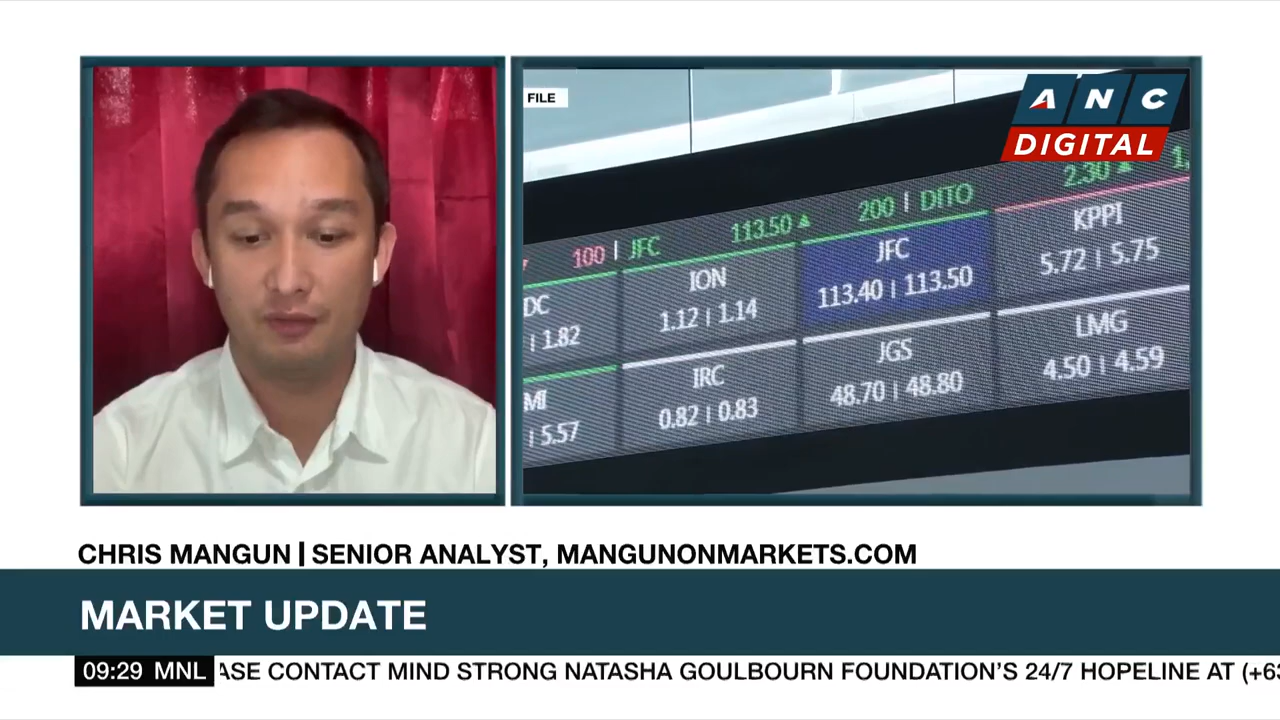 FILE
ANC
DIGITAL
100 | JFC 113.50 ▲ 200 | DITO 2.30 ▲ 1,
DC
| 1.82
ION
1.12 | 1.14
JFC
113.40 | 113.50
KPPI
5.72 | 5.75
MI
| 5.57
IRC
0.82 | 0.83
JGS
48.70 | 48.80
LMG
4.50 | 4.59
CHRIS MANGUN | SENIOR ANALYST, MANGUNONMARKETS.COM
MARKET UPDATE
09:29 MNL
ASE CONTACT MIND STRONG NATASHA GOULBOURN FOUNDATION'S 24/7 HOPELINE AT (+63